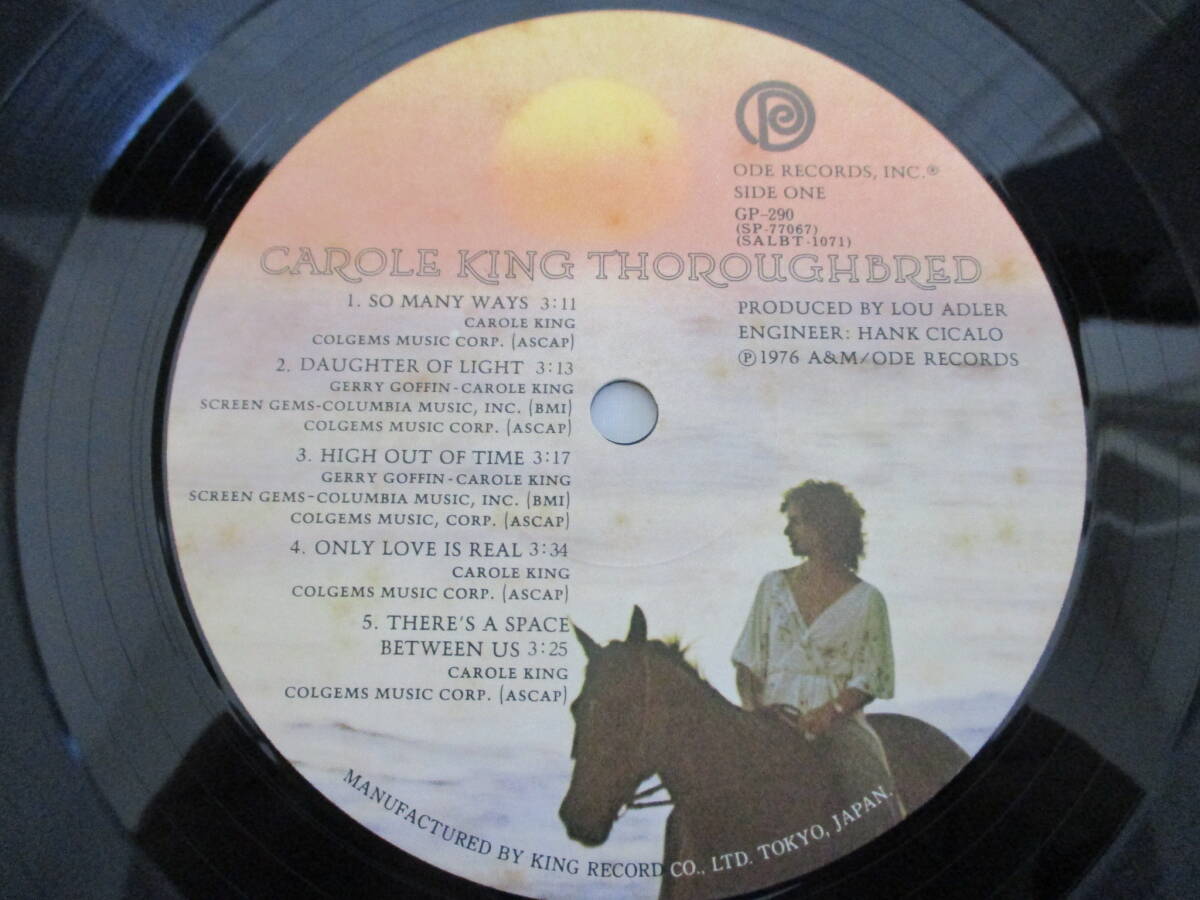 ODE RECORDS, INC.®
SIDE ONE
GP-290
(SP-77067)
(SALBT-1071)
CAROLE KING THOROUGHBRED
1. SO MANY WAYS 3:11
CAROLE KING
COLGEMS MUSIC CORP. (ASCAP)
2. DAUGHTER OF LIGHT 3:13
GERRY GOFFIN-CAROLE KING
SCREEN GEMS-COLUMBIA MUSIC, INC. (BMI)
COLGEMS MUSIC CORP. (ASCAP)
3. HIGH OUT OF TIME 3:17
GERRY GOFFIN-CAROLE KING
SCREEN GEMS-COLUMBIA MUSIC, INC. (BMI)
COLGEMS MUSIC, CORP. (ASCAP)
4. ONLY LOVE IS REAL 3:34
CAROLE KING
COLGEMS MUSIC CORP. (ASCAP)
5. THERE'S A SPACE
BETWEEN US 3:25
CAROLE KING
COLGEMS MUSIC CORP. (ASCAP)
PRODUCED BY LOU ADLER
ENGINEER: HANK CICALO
℗1976 A&M/ODE RECORDS
MANUFACTURED BY KING RECORD CO., LTD. TOKYO, JAPAN.